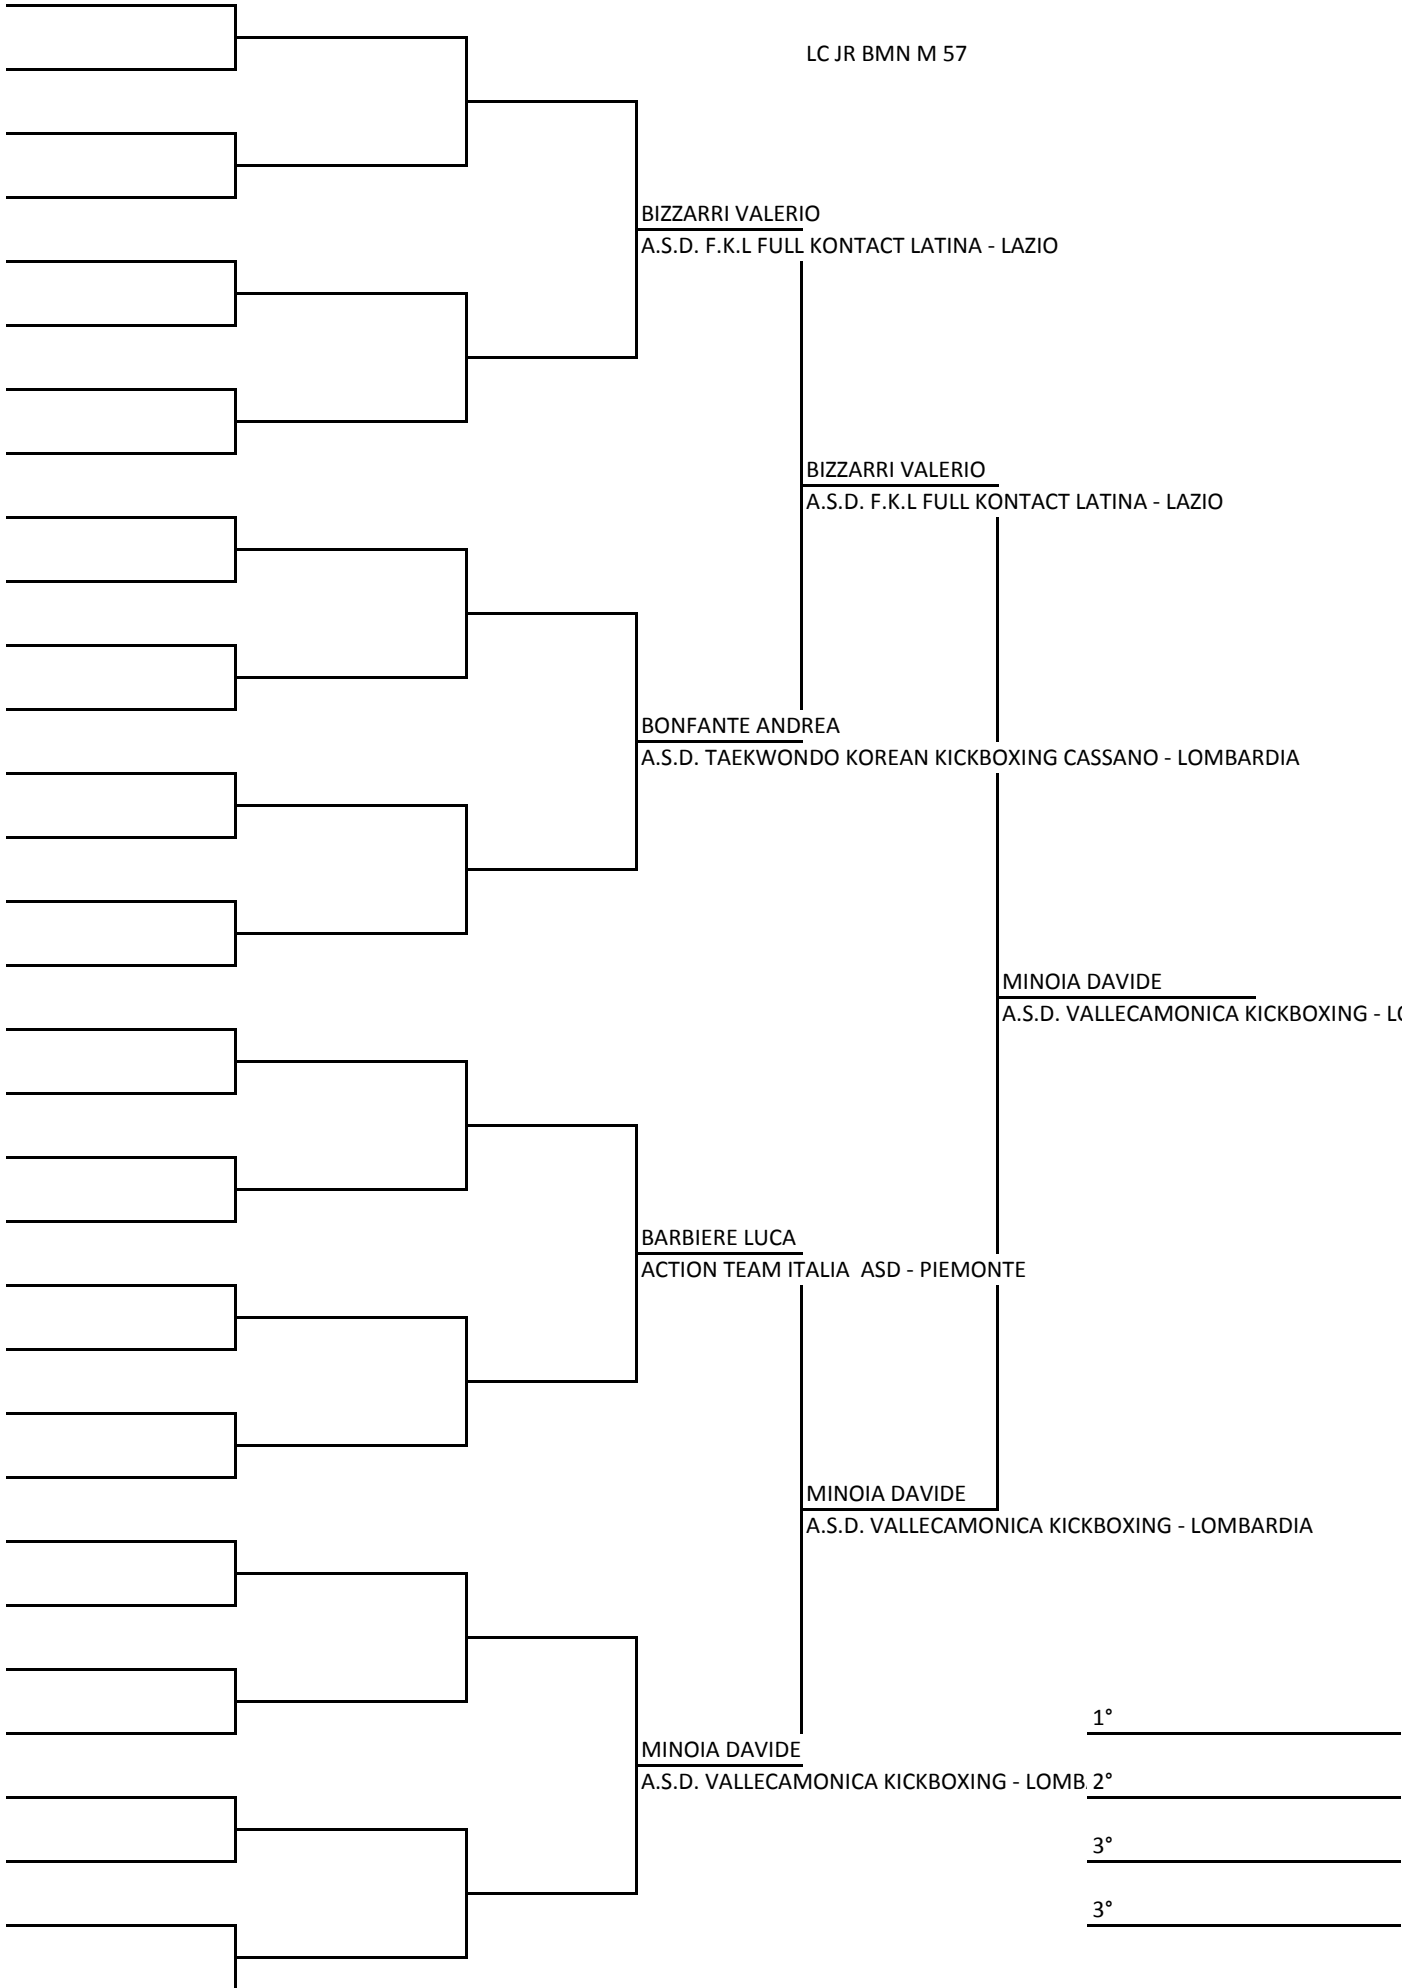 LC JR BMN M 57
BIZZARRI VALERIO
A.S.D. F.K.L FULL KONTACT LATINA - LAZIO
BIZZARRI VALERIO
A.S.D. F.K.L FULL KONTACT LATINA - LAZIO
BONFANTE ANDREA
A.S.D. TAEKWONDO KOREAN KICKBOXING CASSANO - LOMBARDIA
MINOIA DAVIDE
A.S.D. VALLECAMONICA KICKBOXING - LO
BARBIERE LUCA
ACTION TEAM ITALIA  ASD - PIEMONTE
MINOIA DAVIDE
A.S.D. VALLECAMONICA KICKBOXING - LOMBARDIA
1°
MINOIA DAVIDE
A.S.D. VALLECAMONICA KICKBOXING - LOMB
2°
3°
3°